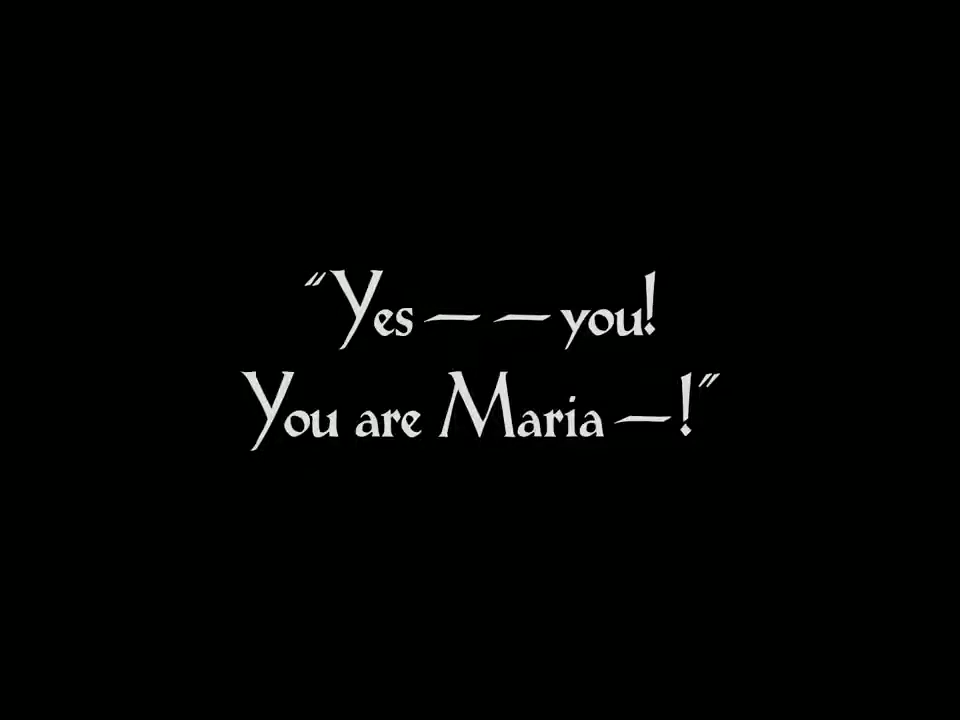 “Yes — — you!
You are Maria —!”